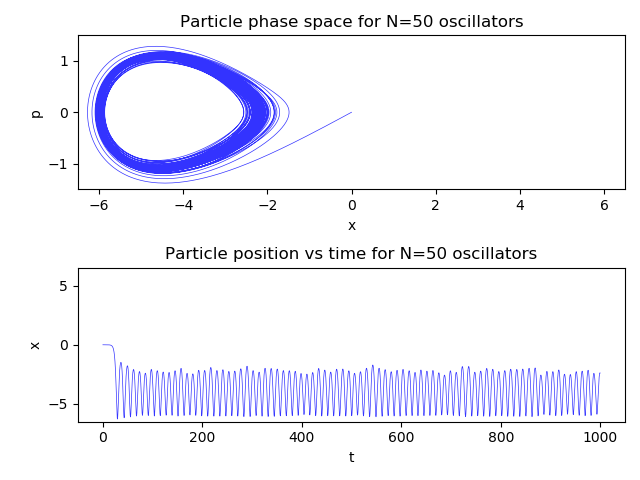 Particle phase space for N=50 oscillators
1
0
−1
p
−6 −4 −2 0 2 4 6
x
Particle position vs time for N=50 oscillators
5
0
−5
x
0 200 400 600 800 1000
t